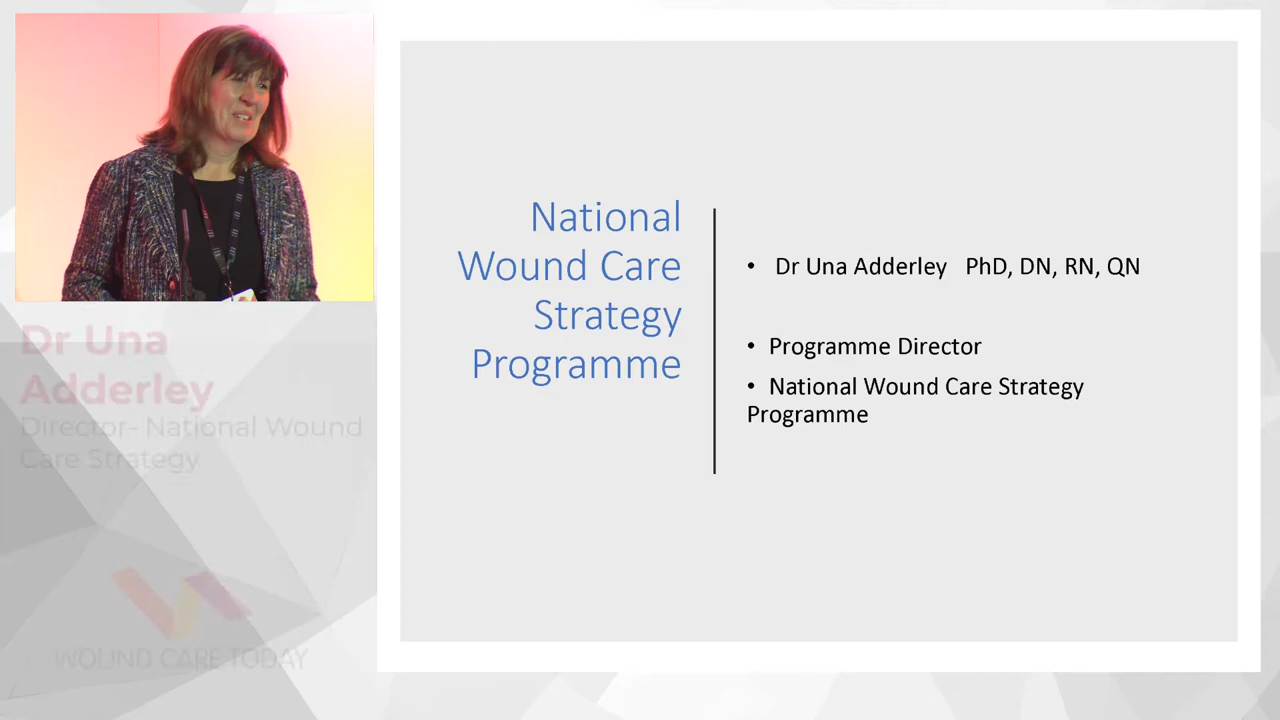 Dr Una
Adderley
Director- National Wound
Care Strategy
WOUND CARE TODAY
National
Wound Care
Strategy
Programme
• Dr Una Adderley PhD, DN, RN, QN
• Programme Director
• National Wound Care Strategy
Programme